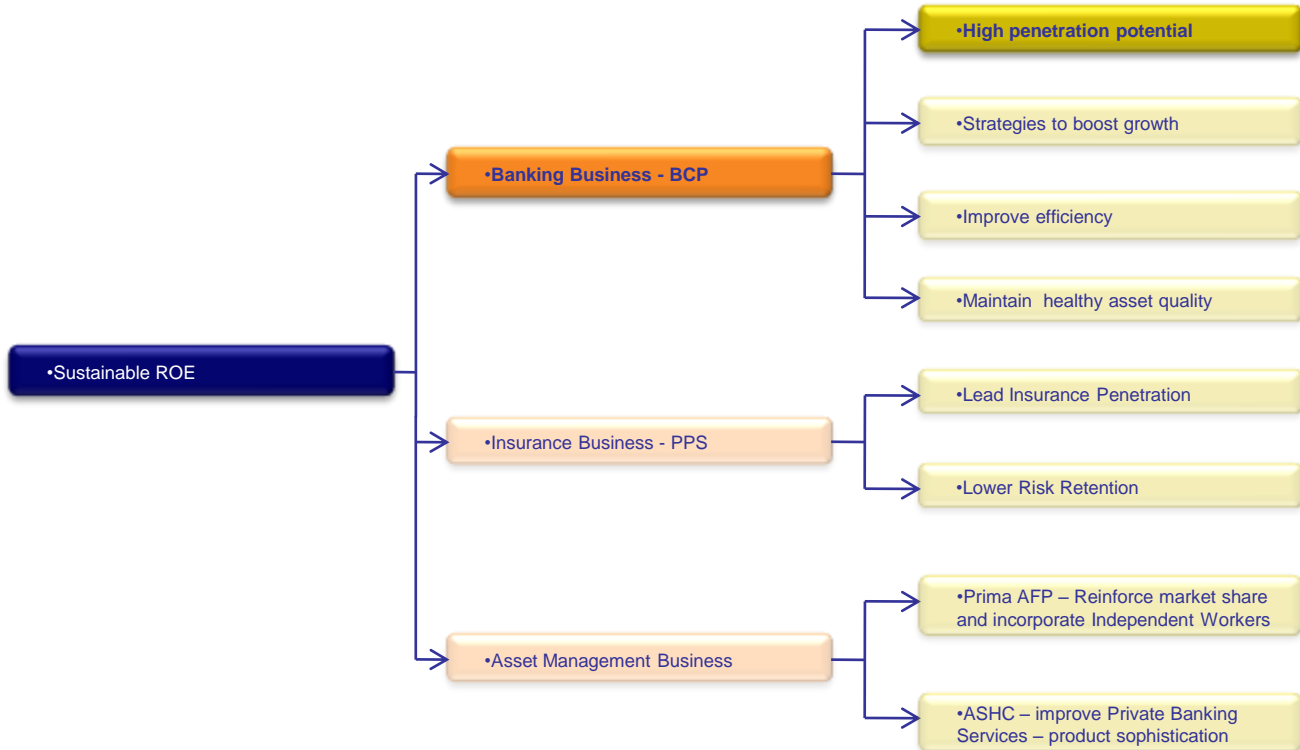 •High penetration potential
•Strategies to boost growth
•Banking Business - BCP
•Improve efficiency
•Maintain  healthy asset quality
•Sustainable ROE
•Lead Insurance Penetration
•Insurance Business - PPS
•Lower Risk Retention
•Prima AFP – Reinforce market share
and incorporate Independent Workers
•Asset Management Business
•ASHC – improve Private Banking
Services – product sophistication